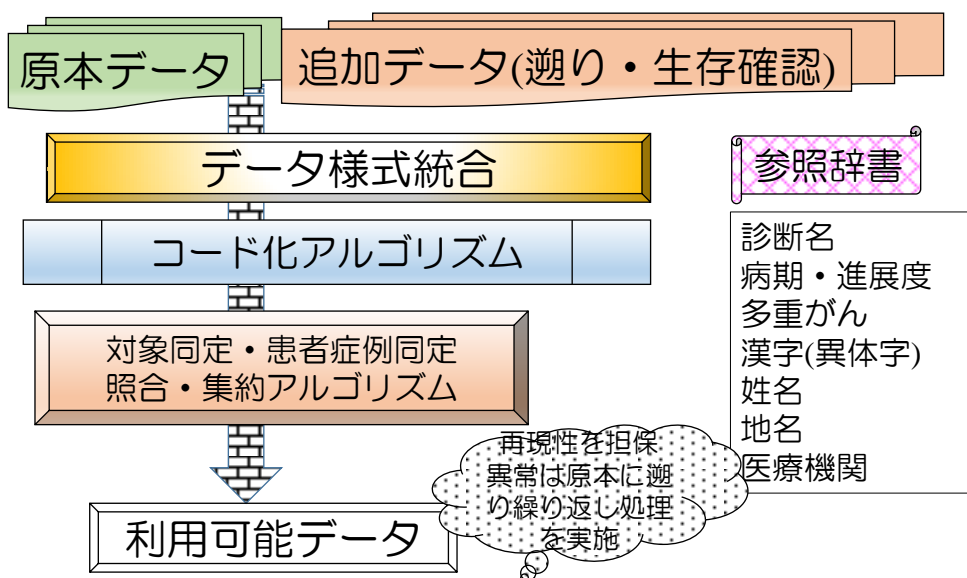 原本データ
追加データ(遡り・生存確認)
データ様式統合
コード化アルゴリズム
対象同定・患者症例同定
照合・集約アルゴリズム
利用可能データ
再現性を担保
異常は原本に遡
り繰り返し処理
を実施
参照辞書
診断名
病期・進展度
多重がん
漢字(異体字)
姓名
地名
医療機関